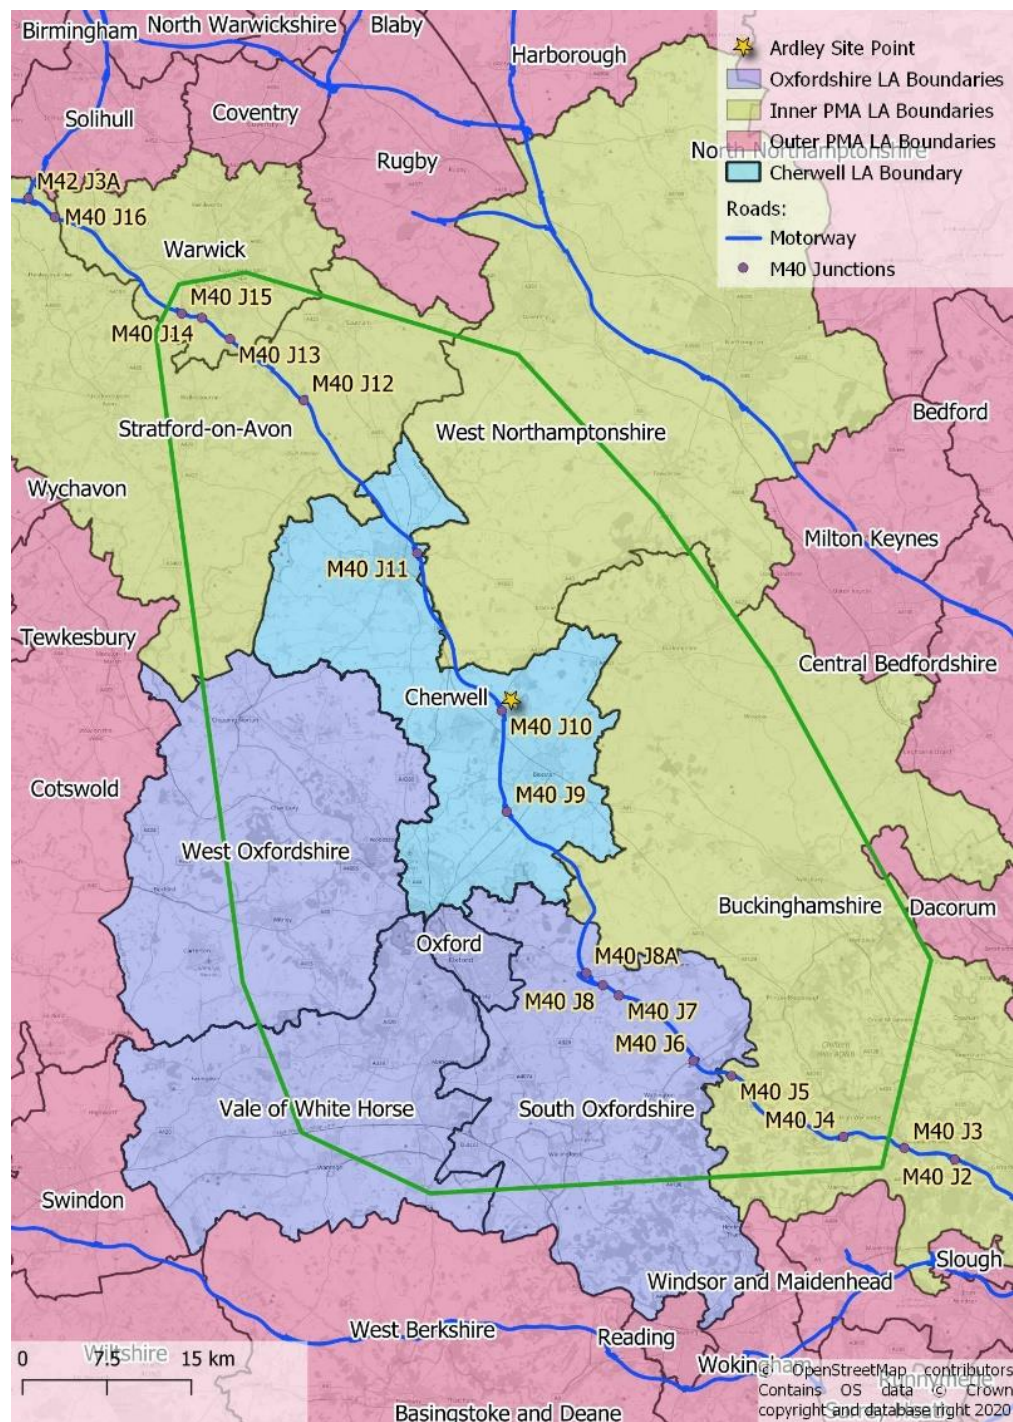 Birmingham
North Warwickshire
Blaby
Harborough
Solihull
Coventry
Rugby
Ardley Site Point
Oxfordshire LA Boundaries
Inner PMA LA Boundaries
Outer PMA LA Boundaries
North Northamptonshire
Cherwell LA Boundary
Roads:
Motorway
M40 Junctions
M42 J3A
M40 J16
Warwick
M40 J15
M40 J14
M40 J13
M40 J12
Stratford-on-Avon
West Northamptonshire
Bedford
Wychavon
M40 J11
Milton Keynes
Tewkesbury
Central Bedfordshire
Cherwell
M40 J10
Cotswold
M40 J9
West Oxfordshire
Buckinghamshire
Dacorum
Oxford
M40 J8A
M40 J8
M40 J7
M40 J6
M40 J5
Vale of White Horse
South Oxfordshire
M40 J4
M40 J3
M40 J2
Swindon
Slough
Windsor and Maidenhead
West Berkshire
Reading
Wiltshire
0 7.5 15 km
Wokingham
Runnymede
Surrey Heath
© OpenStreetMap contributors
Contains OS data © Crown
copyright and database right 2020
Basingstoke and Deane